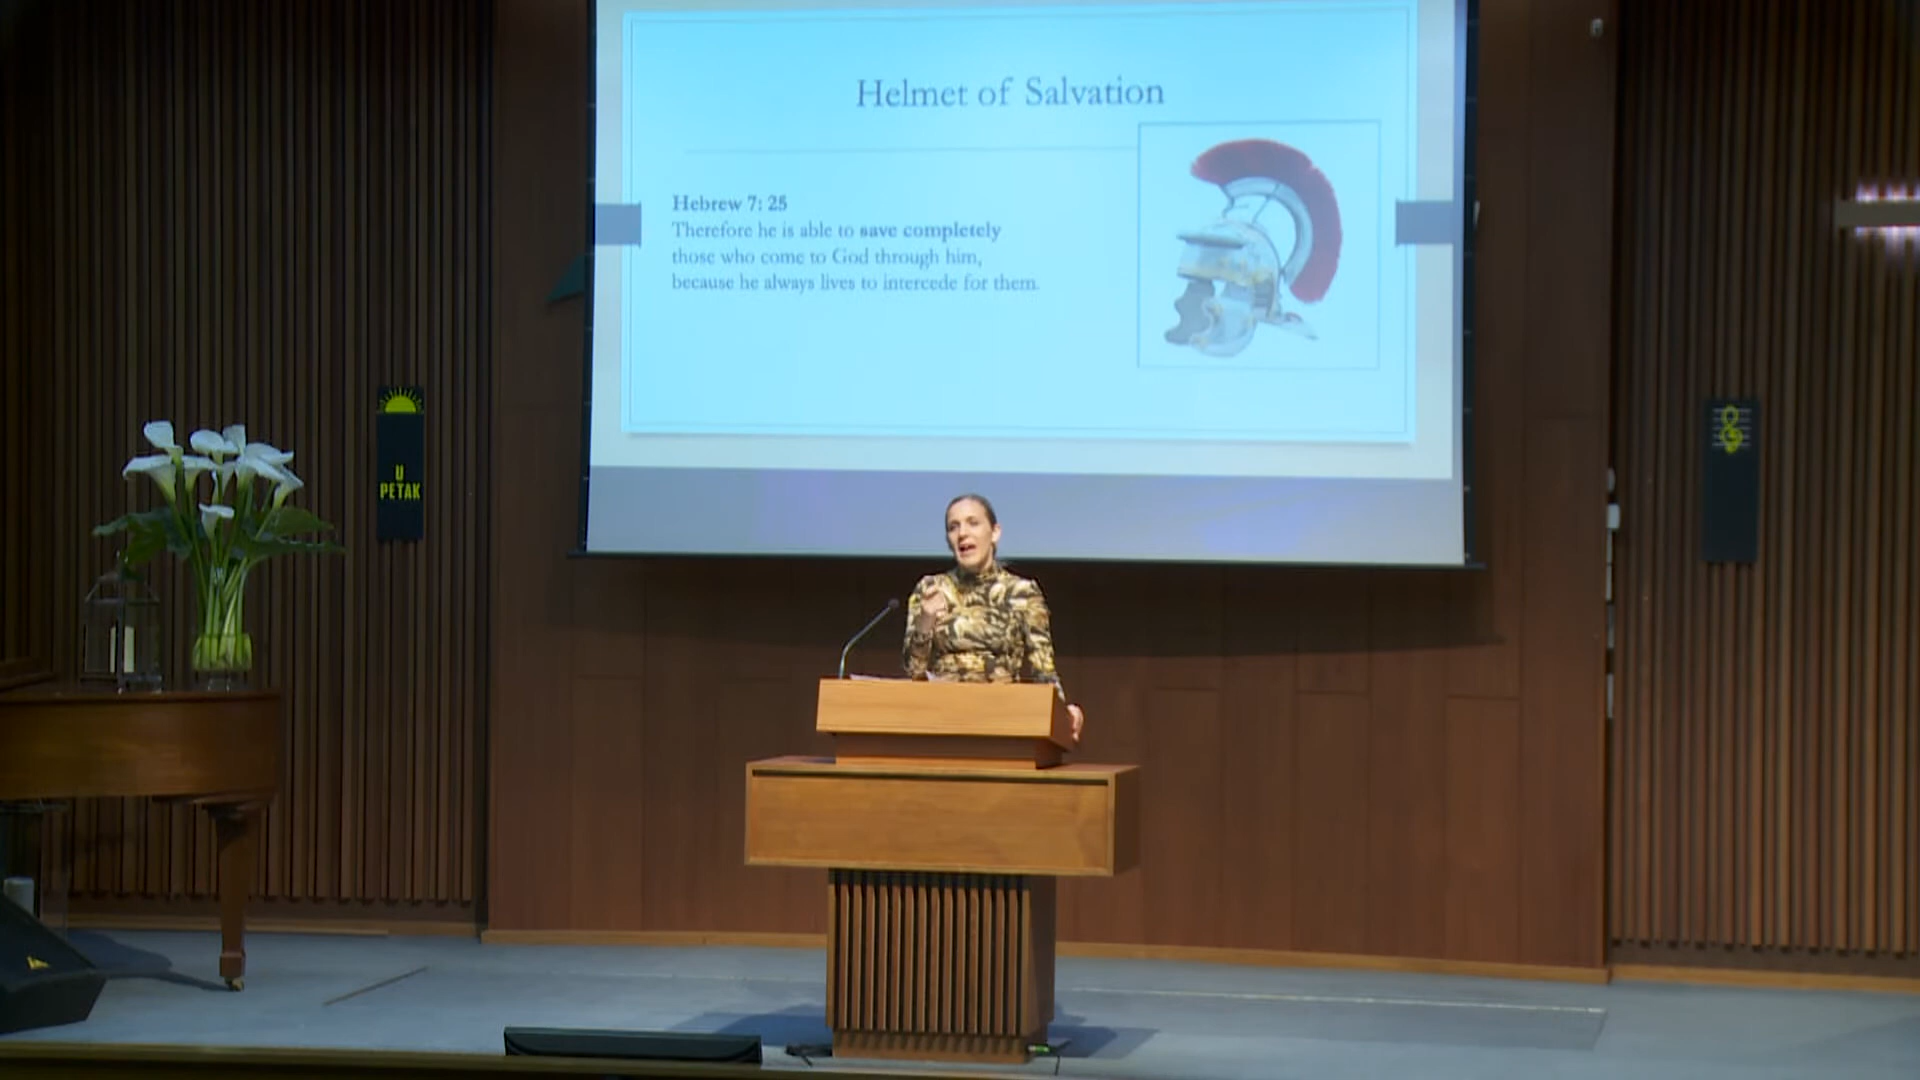 Helmet of Salvation
Hebrew 7: 25
Therefore he is able to save completely
those who come to God through him,
because he always lives to intercede for them.
U
PETAK